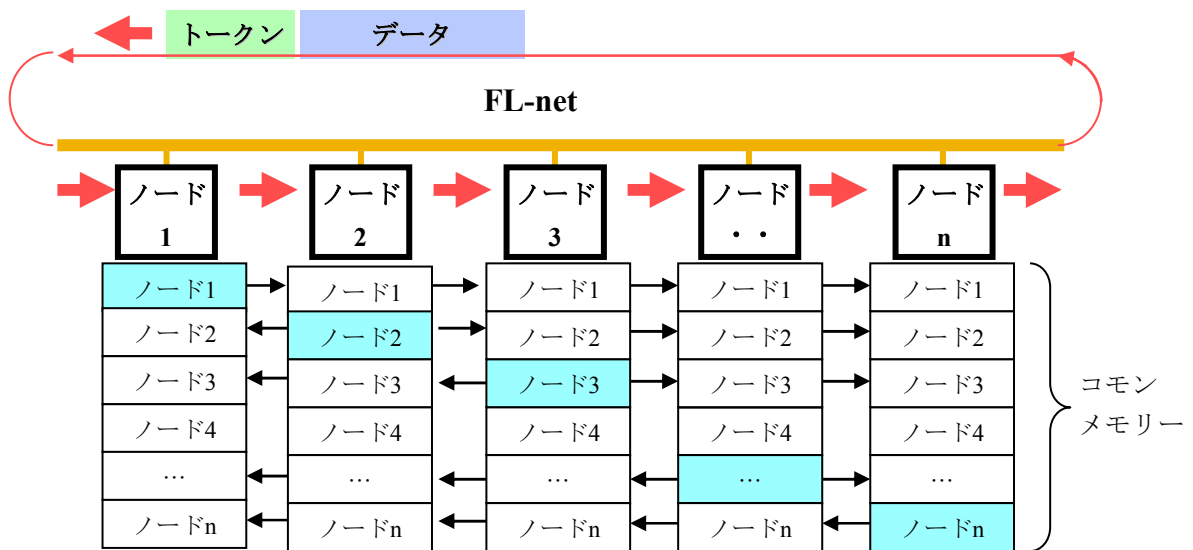 トークン データ
FL-net
ノード ノード ノード ノード ノード
1 2 3 ・・ n
ノード1 ノード1 ノード1 ノード1 ノード1
ノード2 ノード2 ノード2 ノード2 ノード2
ノード3 ノード3 ノード3 ノード3 ノード3
ノード4 ノード4 ノード4 ノード4 ノード4
… … … … …
ノードn ノードn ノードn ノードn ノードn
コモン
メモリー